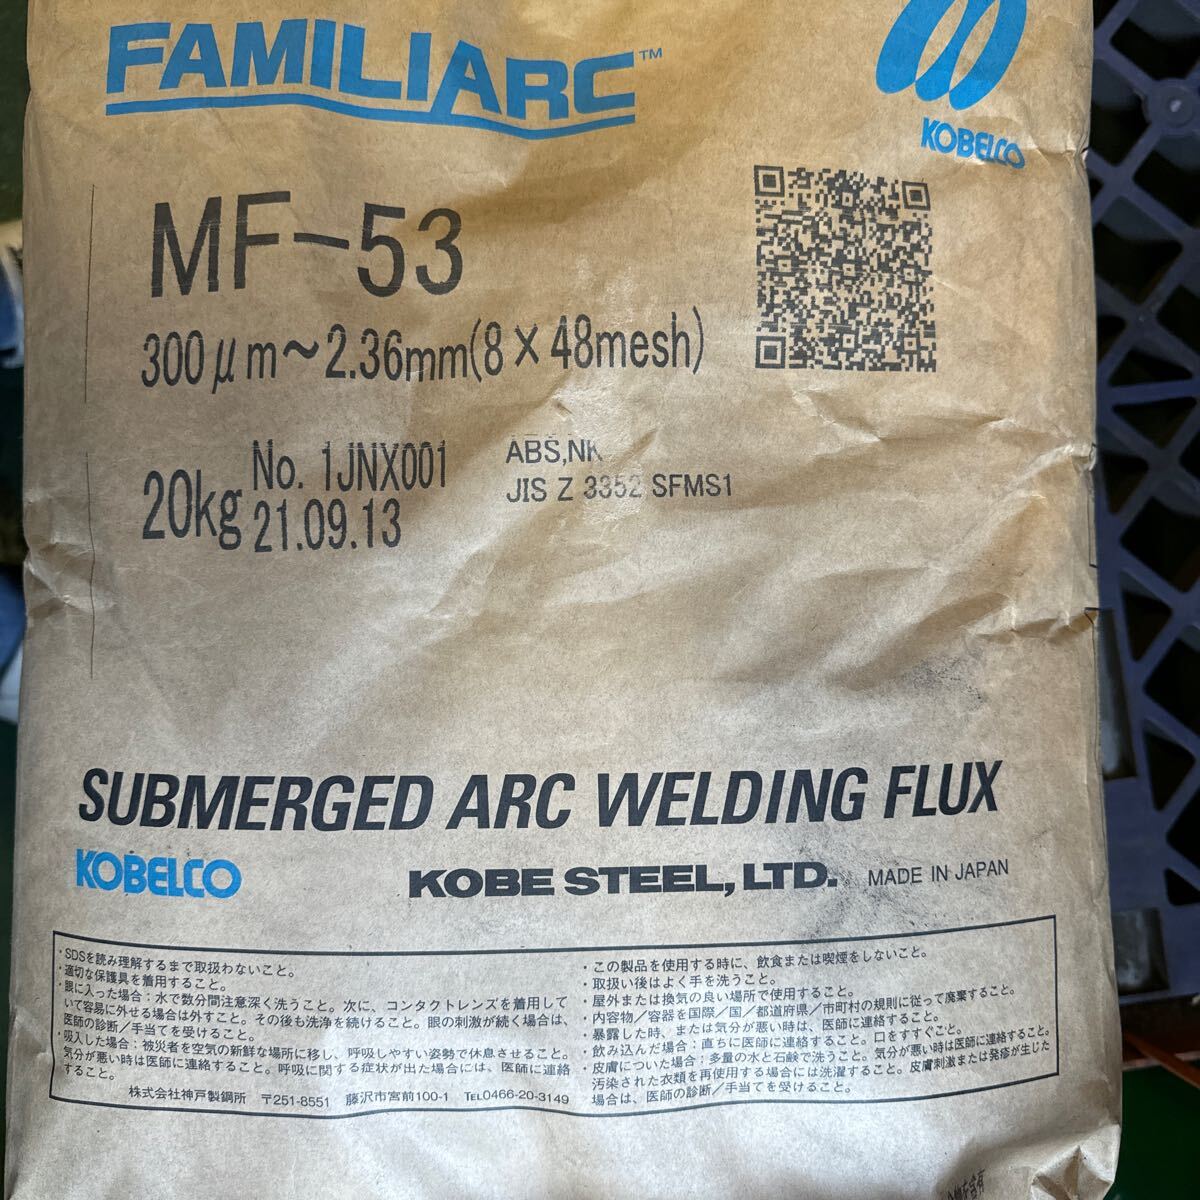 FAMILIARC™
KOBELCO
MF-53
300μm~2.36mm(8×48mesh)
20kg
No. 1JNX001
21.09.13
ABS,NK
JIS Z 3352 SFMS1
SUBMERGED ARC WELDING FLUX
KOBELCO
KOBE STEEL, LTD. MADE IN JAPAN
・SDSを読み理解するまで取扱わないこと。
・適切な保護具を着用すること。
・眼に入った場合：水で数分間注意深く洗うこと。次に、コンタクトレンズを着用して
いて容易に外せる場合は外すこと。その後も洗浄を続けること。眼の刺激が続く場合は、
医師の診断／手当てを受けること。
・吸入した場合：被災者を空気の新鮮な場所に移し、呼吸しやすい姿勢で休息させること。
気分が悪い時は医師に連絡すること。呼吸に関する症状が出た場合には、医師に連絡
すること。
・この製品を使用する時に、飲食または喫煙をしないこと。
・取扱い後はよく手を洗うこと。
・屋外または換気の良い場所で使用すること。
・内容物／容器を国際／国／都道府県／市町村の規則に従って廃棄すること。
・暴露した時、または気分が悪い時は、医師に連絡すること。
・飲み込んだ場合：直ちに医師に連絡すること。口をすすぐこと。
・皮膚についた場合：多量の水と石鹸で洗うこと。気分が悪い時は医師に連絡すること。
汚染された衣類を再使用する場合には洗濯すること。皮膚刺激または発疹が生じた
場合は、医師の診断／手当てを受けること。
株式会社神戸製鋼所 〒251-8551 藤沢市宮前100-1 TEL0466-20-3149